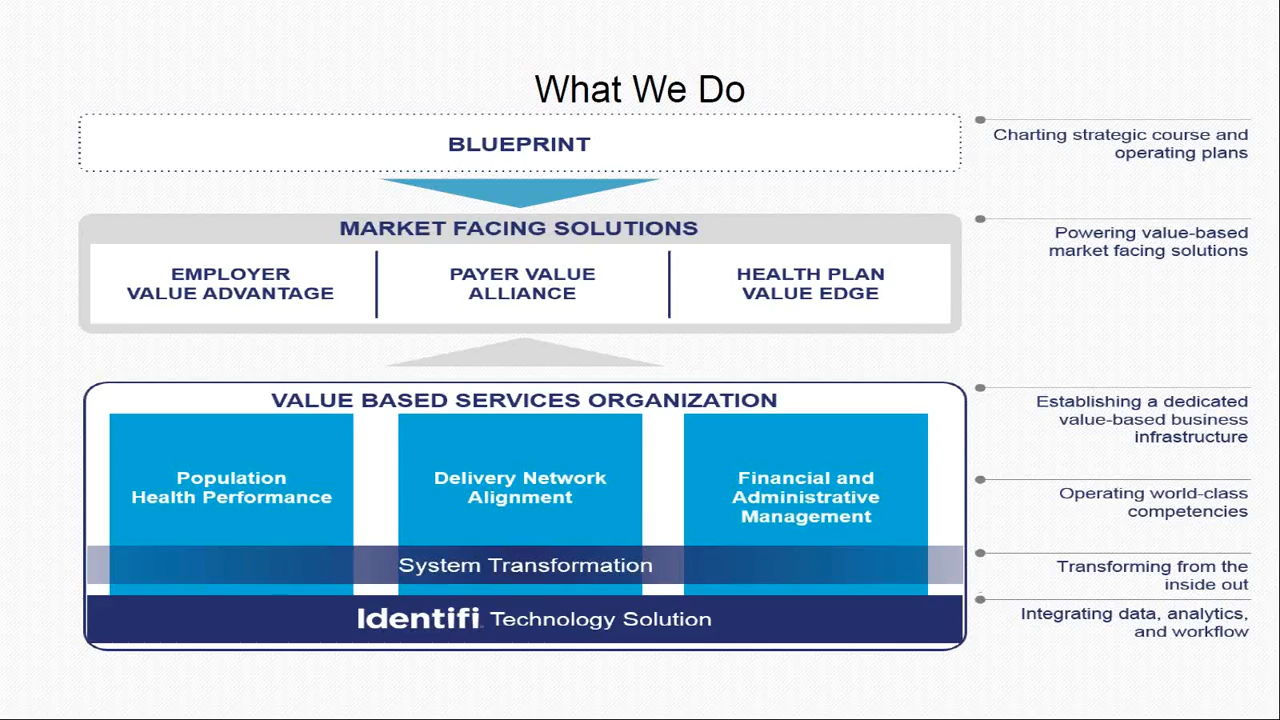 What We Do
BLUEPRINT
Charting strategic course and
operating plans
MARKET FACING SOLUTIONS
EMPLOYER
VALUE ADVANTAGE
PAYER VALUE
ALLIANCE
HEALTH PLAN
VALUE EDGE
Powering value-based
market facing solutions
VALUE BASED SERVICES ORGANIZATION
Establishing a dedicated
value-based business
infrastructure
Population
Health Performance
Delivery Network
Alignment
Financial and
Administrative
Management
Operating world-class
competencies
System Transformation
Transforming from the
inside out
Identifi Technology Solution
Integrating data, analytics,
and workflow